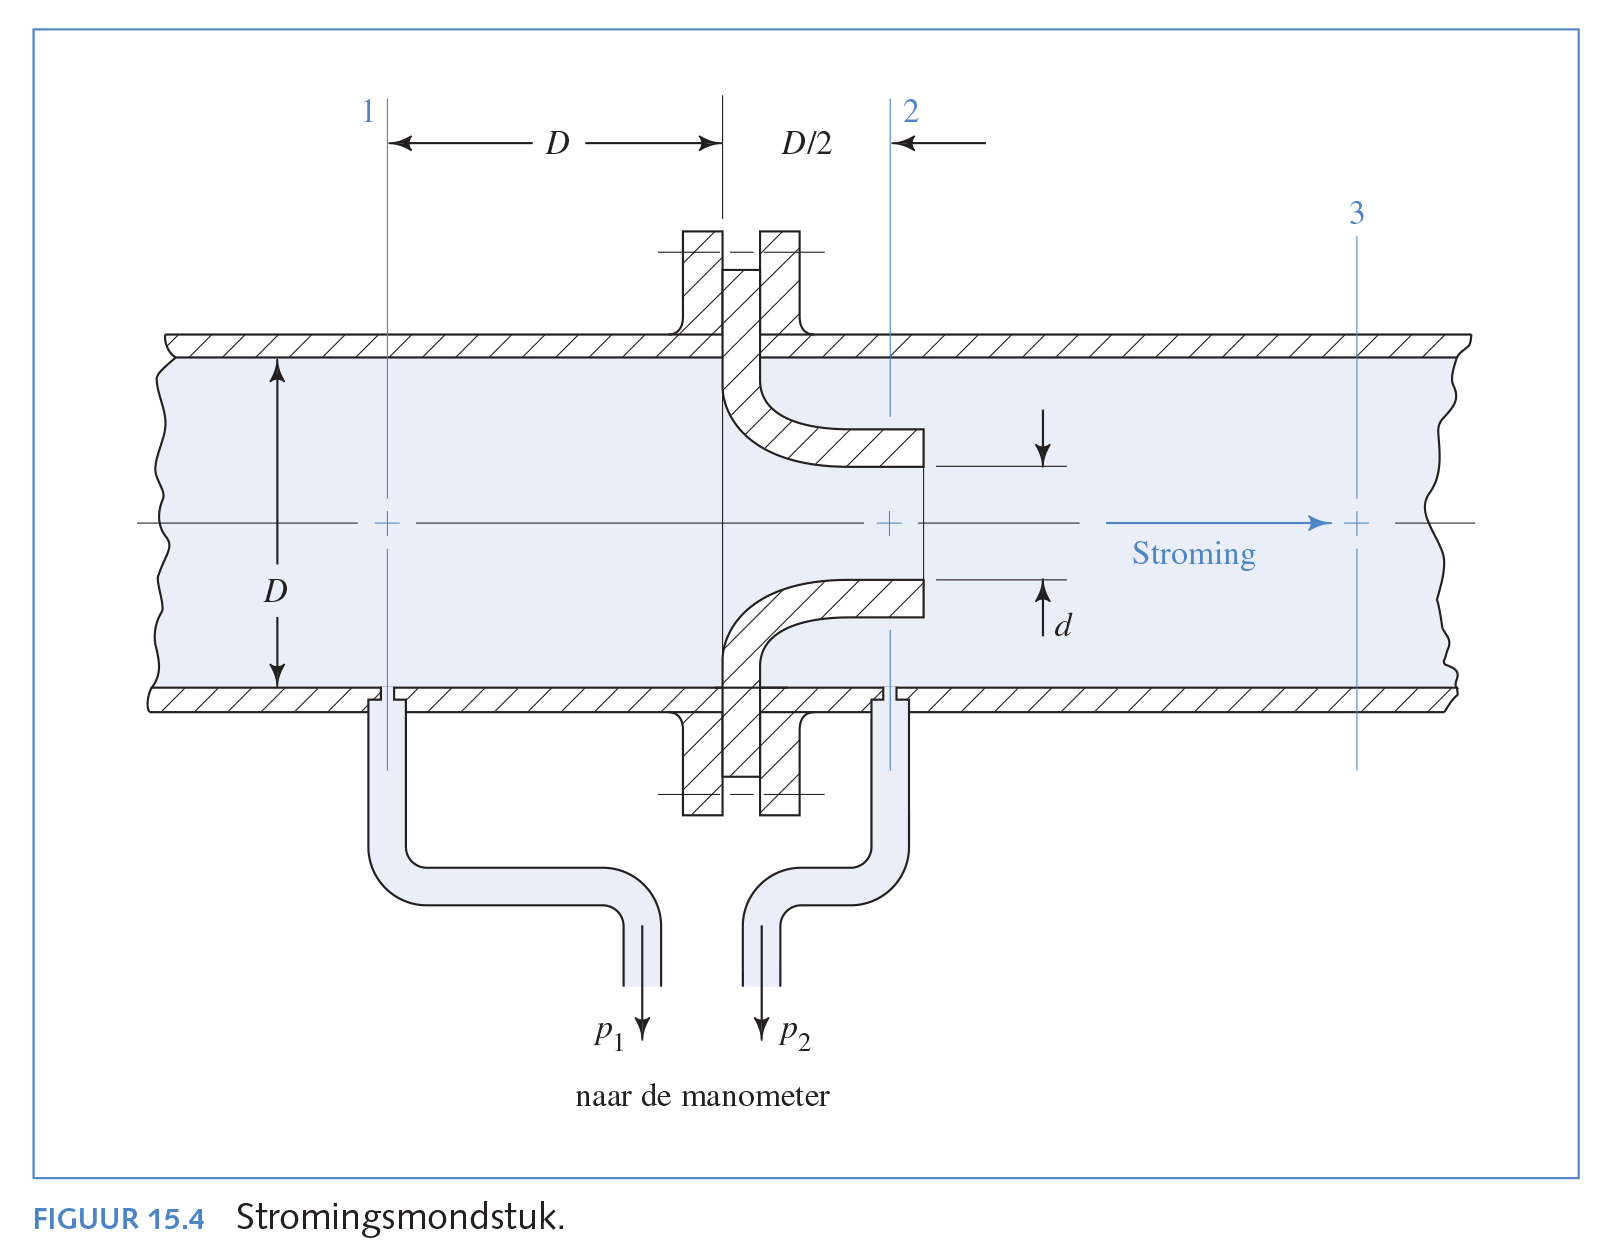 1
2
D
D/2
3
D
Stroming
d
p1
p2
naar de manometer
FIGUUR 15.4 Stromingsmondstuk.